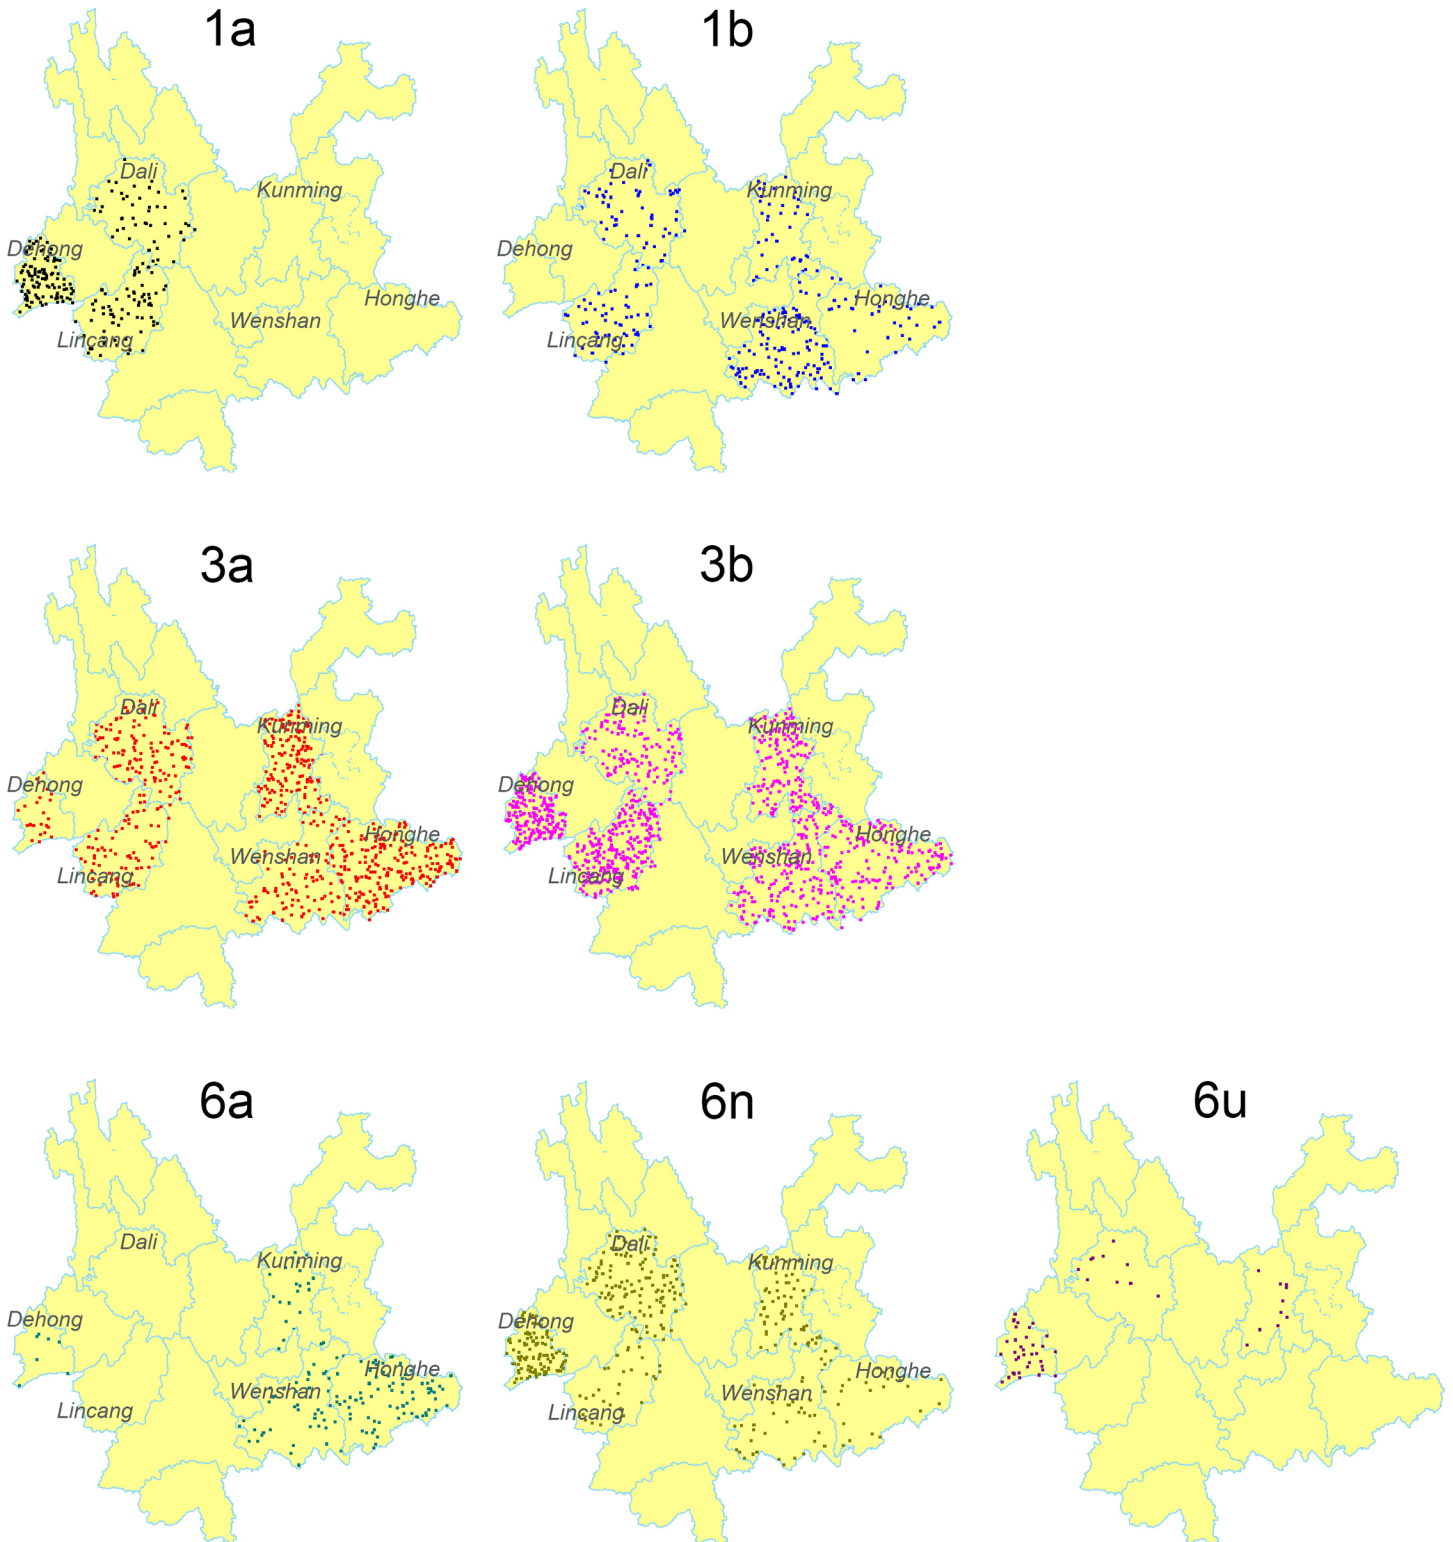 1a
1b
Dali
Kunming
Dehong
Honghe
Wenshan
Lincang
Dali
Kunming
Dehong
Honghe
Wenshan
Lincang
3a
3b
Dali
Kunming
Dehong
Honghe
Wenshan
Lincang
Dali
Kunming
Dehong
Honghe
Wenshan
Lincang
6a
6n
6u
Dali
Kunming
Dehong
Honghe
Wenshan
Lincang
Dali
Kunming
Dehong
Honghe
Wenshan
Lincang